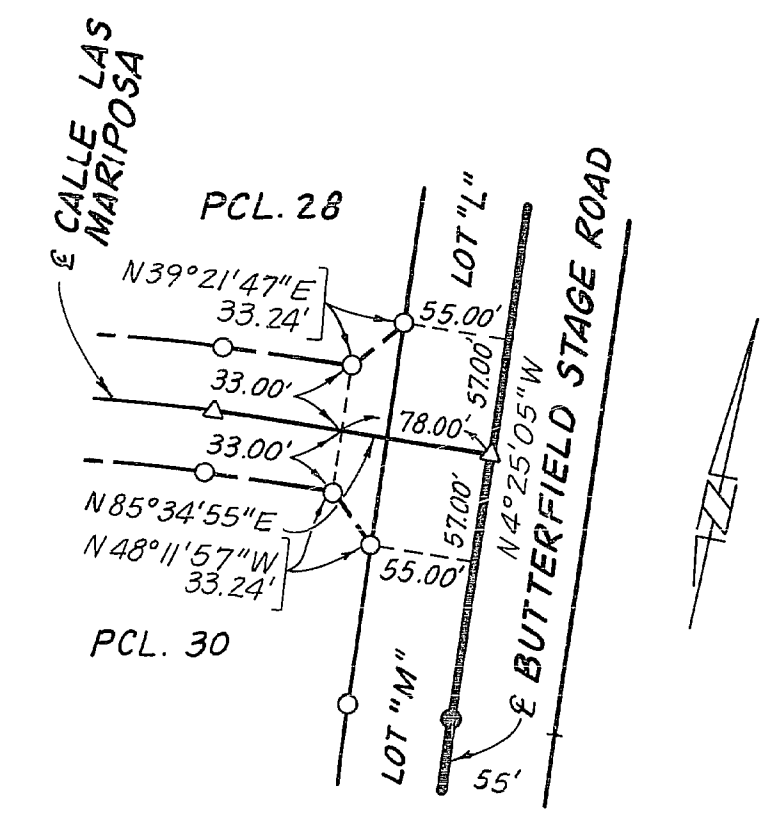 ℄ CALLE LAS
MARIPOSA
PCL. 28
LOT "L"
℄ BUTTERFIELD STAGE ROAD
N39°21'47"E
33.24'
55.00'
57.00'
33.00'
78.00'
N4°25'05"W
33.00'
57.00'
N85°34'55"E
N48°11'57"W
33.24'
55.00'
PCL. 30
LOT "M"
55'
N